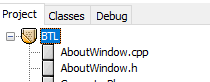 Project Classes Debug
BTL
AboutWindow.cpp
AboutWindow.h